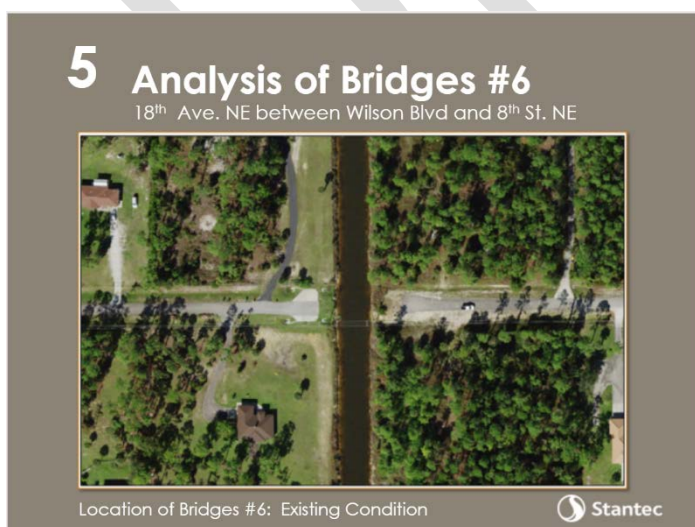 5 Analysis of Bridges #6
18th Ave. NE between Wilson Blvd and 8th St. NE
Location of Bridges #6: Existing Condition
Stantec